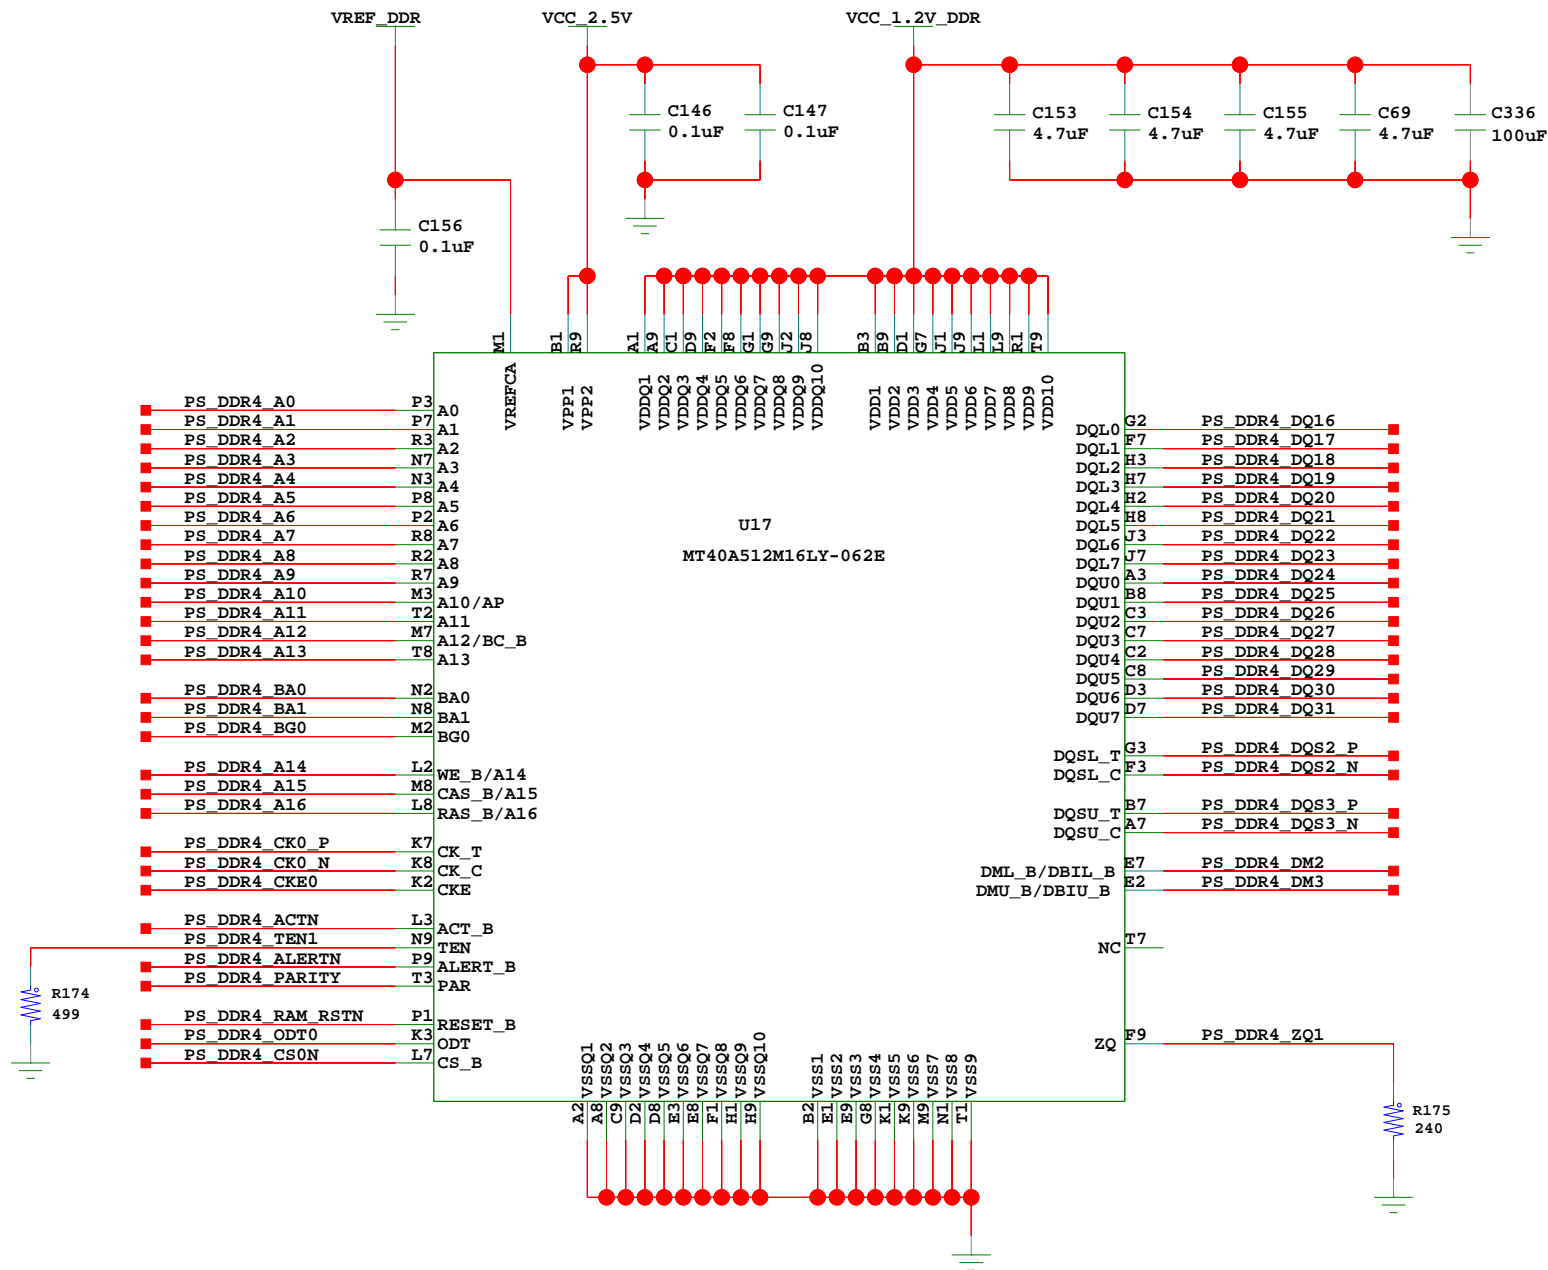 VREF_DDR VCC_2.5V VCC_1.2V_DDR
C146 0.1uF
C147 0.1uF
C153 4.7uF
C154 4.7uF
C155 4.7uF
C69 4.7uF
C336 100uF
C156 0.1uF
M1 B1 R9 A1 A9 C1 D9 F2 F8 G1 G9 J2 J8 B3 B9 D1 G7 J1 J9 L1 L9 R1 T9
VREFCA VPP1 VPP2 VDDQ1 VDDQ2 VDDQ3 VDDQ4 VDDQ5 VDDQ6 VDDQ7 VDDQ8 VDDQ9 VDDQ10 VDD1 VDD2 VDD3 VDD4 VDD5 VDD6 VDD7 VDD8 VDD9 VDD10
U17
MT40A512M16LY-062E
PS_DDR4_A0 P3 A0
PS_DDR4_A1 P7 A1
PS_DDR4_A2 R3 A2
PS_DDR4_A3 N7 A3
PS_DDR4_A4 N3 A4
PS_DDR4_A5 P8 A5
PS_DDR4_A6 P2 A6
PS_DDR4_A7 R8 A7
PS_DDR4_A8 R2 A8
PS_DDR4_A9 R7 A9
PS_DDR4_A10 M3 A10/AP
PS_DDR4_A11 T2 A11
PS_DDR4_A12 M7 A12/BC_B
PS_DDR4_A13 T8 A13
PS_DDR4_BA0 N2 BA0
PS_DDR4_BA1 N8 BA1
PS_DDR4_BG0 M2 BG0
PS_DDR4_A14 L2 WE_B/A14
PS_DDR4_A15 M8 CAS_B/A15
PS_DDR4_A16 L8 RAS_B/A16
PS_DDR4_CK0_P K7 CK_T
PS_DDR4_CK0_N K8 CK_C
PS_DDR4_CKE0 K2 CKE
PS_DDR4_ACTN L3 ACT_B
PS_DDR4_TEN1 N9 TEN
PS_DDR4_ALERTN P9 ALERT_B
PS_DDR4_PARITY T3 PAR
R174
499
PS_DDR4_RAM_RSTN P1 RESET_B
PS_DDR4_ODT0 K3 ODT
PS_DDR4_CS0N L7 CS_B
DQL0 G2 PS_DDR4_DQ16
DQL1 F7 PS_DDR4_DQ17
DQL2 H3 PS_DDR4_DQ18
DQL3 H7 PS_DDR4_DQ19
DQL4 H2 PS_DDR4_DQ20
DQL5 H8 PS_DDR4_DQ21
DQL6 J3 PS_DDR4_DQ22
DQL7 J7 PS_DDR4_DQ23
DQU0 A3 PS_DDR4_DQ24
DQU1 B8 PS_DDR4_DQ25
DQU2 C3 PS_DDR4_DQ26
DQU3 C7 PS_DDR4_DQ27
DQU4 C2 PS_DDR4_DQ28
DQU5 C8 PS_DDR4_DQ29
DQU6 D3 PS_DDR4_DQ30
DQU7 D7 PS_DDR4_DQ31
DQSL_T G3 PS_DDR4_DQS2_P
DQSL_C F3 PS_DDR4_DQS2_N
DQSU_T B7 PS_DDR4_DQS3_P
DQSU_C A7 PS_DDR4_DQS3_N
DML_B/DBIL_B E7 PS_DDR4_DM2
DMU_B/DBIU_B E2 PS_DDR4_DM3
NC T7
ZQ F9 PS_DDR4_ZQ1
R175
240
VSSQ1 VSSQ2 VSSQ3 VSSQ4 VSSQ5 VSSQ6 VSSQ7 VSSQ8 VSSQ9 VSSQ10 VSS1 VSS2 VSS3 VSS4 VSS5 VSS6 VSS7 VSS8 VSS9
A2 A8 C9 D2 D8 E3 E8 F1 H1 H9 B2 E1 E9 G8 K1 K9 M9 N1 T1